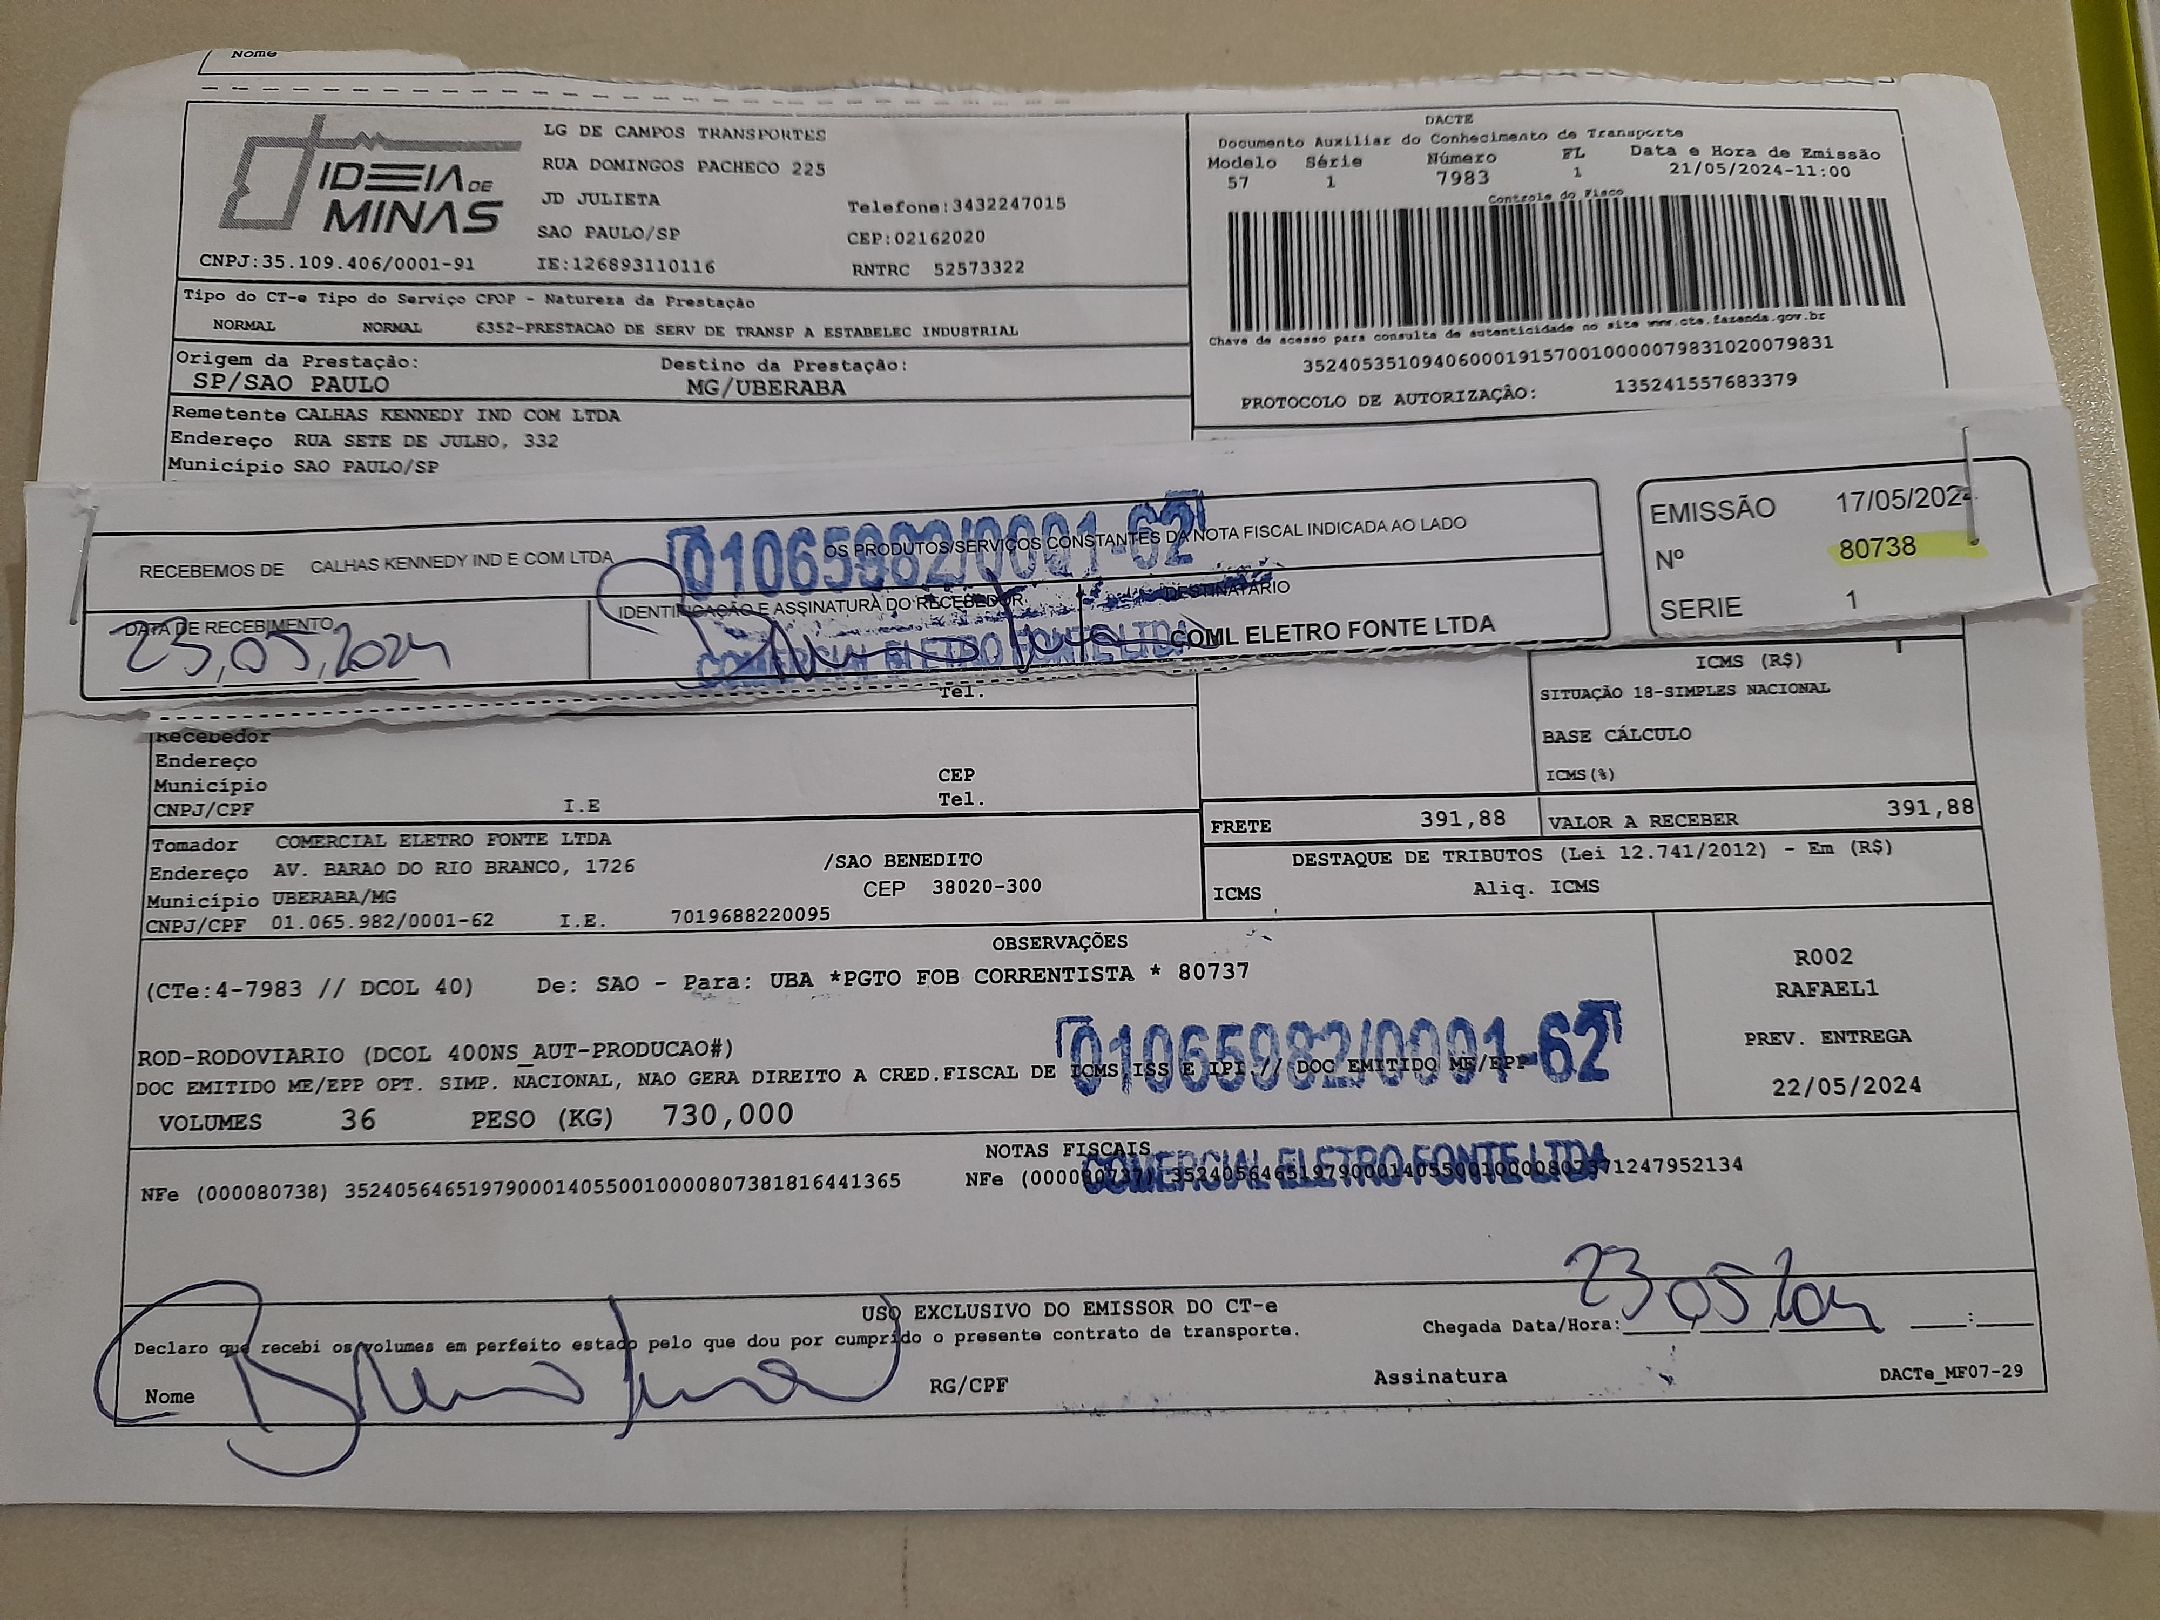 Nome
IDEIA DE MINAS
LG DE CAMPOS TRANSPORTES
RUA DOMINGOS PACHECO 225
JD JULIETA
Telefone:3432247015
SAO PAULO/SP
CEP:02162020
CNPJ:35.109.406/0001-91 IE:126893110116 RNTRC 52573322
DACTE
Documento Auxiliar do Conhecimento de Transporte
Modelo Série Número FL Data e Hora de Emissão
57 1 7983 1 21/05/2024-11:00
Controle do Fisco
Chave de acesso para consulta de autenticidade no site www.cte.fazenda.gov.br
35240535109406000191570010000079831020079831
PROTOCOLO DE AUTORIZAÇÃO: 135241557683379
Tipo do CT-e Tipo do Serviço CFOP - Natureza da Prestação
NORMAL NORMAL 6352-PRESTACAO DE SERV DE TRANSP A ESTABELEC INDUSTRIAL
Origem da Prestação: Destino da Prestação:
SP/SAO PAULO MG/UBERABA
Remetente CALHAS KENNEDY IND COM LTDA
Endereço RUA SETE DE JULHO, 332
Município SAO PAULO/SP
01065982/0001-62
RECEBEMOS DE CALHAS KENNEDY IND E COM LTDA OS PRODUTOS/SERVIÇOS CONSTANTES DA NOTA FISCAL INDICADA AO LADO
DATA DE RECEBIMENTO IDENTIFICAÇÃO E ASSINATURA DO RECEBEDOR DESTINATÁRIO
23,05,2024 COMERCIAL ELETRO FONTE LTDA COML ELETRO FONTE LTDA
EMISSÃO 17/05/2024
Nº 80738
SERIE 1
Tel.
Recebedor
Endereço
Município CEP
CNPJ/CPF I.E Tel.
ICMS (R$)
SITUAÇÃO 18-SIMPLES NACIONAL
BASE CÁLCULO
ICMS(%)
FRETE 391,88 VALOR A RECEBER 391,88
Tomador COMERCIAL ELETRO FONTE LTDA
Endereço AV. BARAO DO RIO BRANCO, 1726 /SAO BENEDITO
Município UBERABA/MG CEP 38020-300
CNPJ/CPF 01.065.982/0001-62 I.E. 7019688220095
DESTAQUE DE TRIBUTOS (Lei 12.741/2012) - Em (R$)
ICMS Aliq. ICMS
OBSERVAÇÕES
(CTe:4-7983 // DCOL 40) De: SAO - Para: UBA *PGTO FOB CORRENTISTA * 80737
ROD-RODOVIARIO (DCOL 400NS_AUT-PRODUCAO#)
01065982/0001-62
DOC EMITIDO ME/EPP OPT. SIMP. NACIONAL, NAO GERA DIREITO A CRED.FISCAL DE ICMS ISS E IPI // DOC EMITIDO ME/EPP
VOLUMES 36 PESO (KG) 730,000
R002
RAFAEL1
PREV. ENTREGA
22/05/2024
NOTAS FISCAIS
COMERCIAL ELETRO FONTE LTDA
NFe (000080738) 35240564651979000140550010000807381816441365 NFe (000080737) 35240564651979000140550010000807371247952134
USO EXCLUSIVO DO EMISSOR DO CT-e
Declaro que recebi os volumes em perfeito estado pelo que dou por cumprido o presente contrato de transporte.
Chegada Data/Hora: 23 05 2024 :
Nome RG/CPF Assinatura DACTe_MF07-29